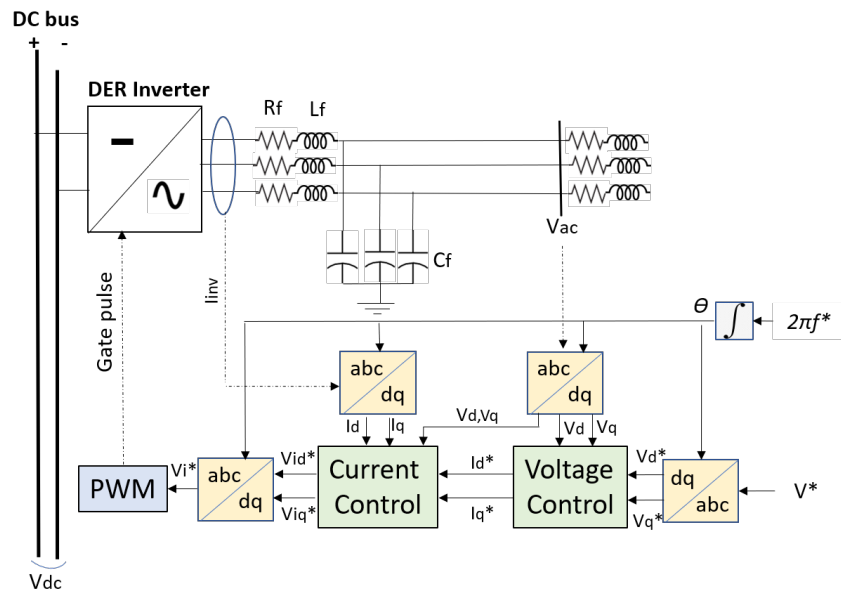 DC bus
+ -
DER Inverter
Rf Lf
Cf
Vac
Gate pulse
Iinv
θ
∫
2πf*
abc
dq
abc
dq
Vd,Vq
Id Iq
Vd Vq
Current
Control
Voltage
Control
Id*
Iq*
Vd*
Vq*
dq
abc
V*
Vid*
Viq*
abc
dq
Vi*
PWM
Vdc